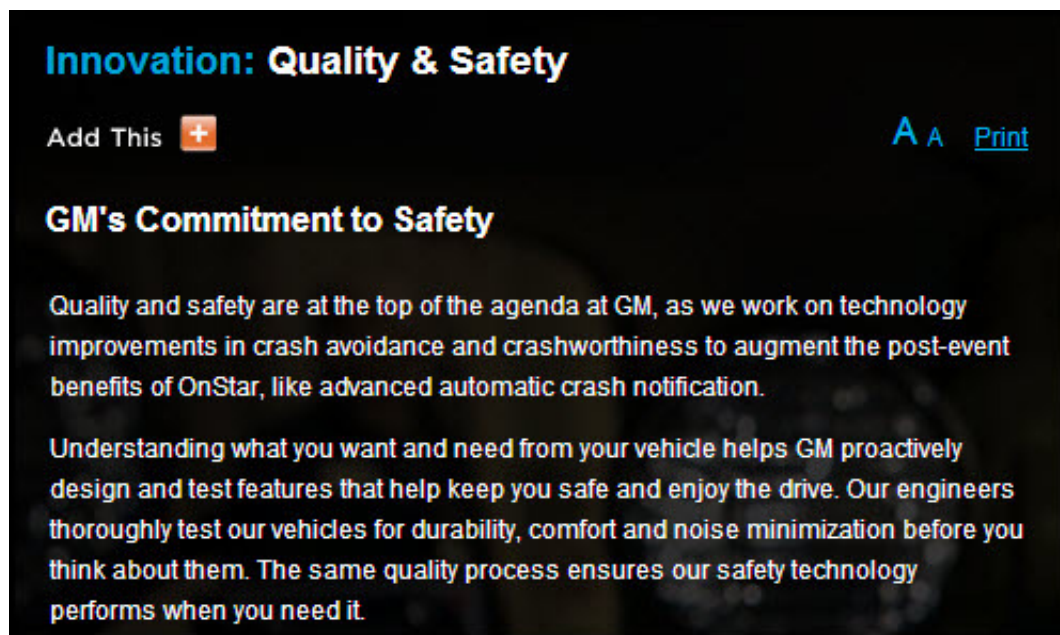 Innovation: Quality & Safety
Add This +
A A Print
GM's Commitment to Safety
Quality and safety are at the top of the agenda at GM, as we work on technology
improvements in crash avoidance and crashworthiness to augment the post-event
benefits of OnStar, like advanced automatic crash notification.
Understanding what you want and need from your vehicle helps GM proactively
design and test features that help keep you safe and enjoy the drive. Our engineers
thoroughly test our vehicles for durability, comfort and noise minimization before you
think about them. The same quality process ensures our safety technology
performs when you need it.